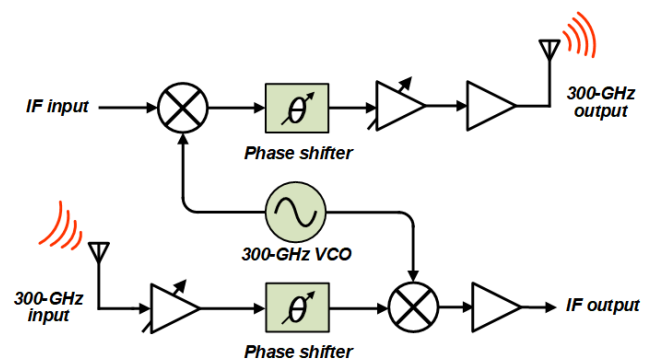 IF input
θ
Phase shifter
300-GHz
output
300-GHz VCO
300-GHz
input
θ
Phase shifter
IF output